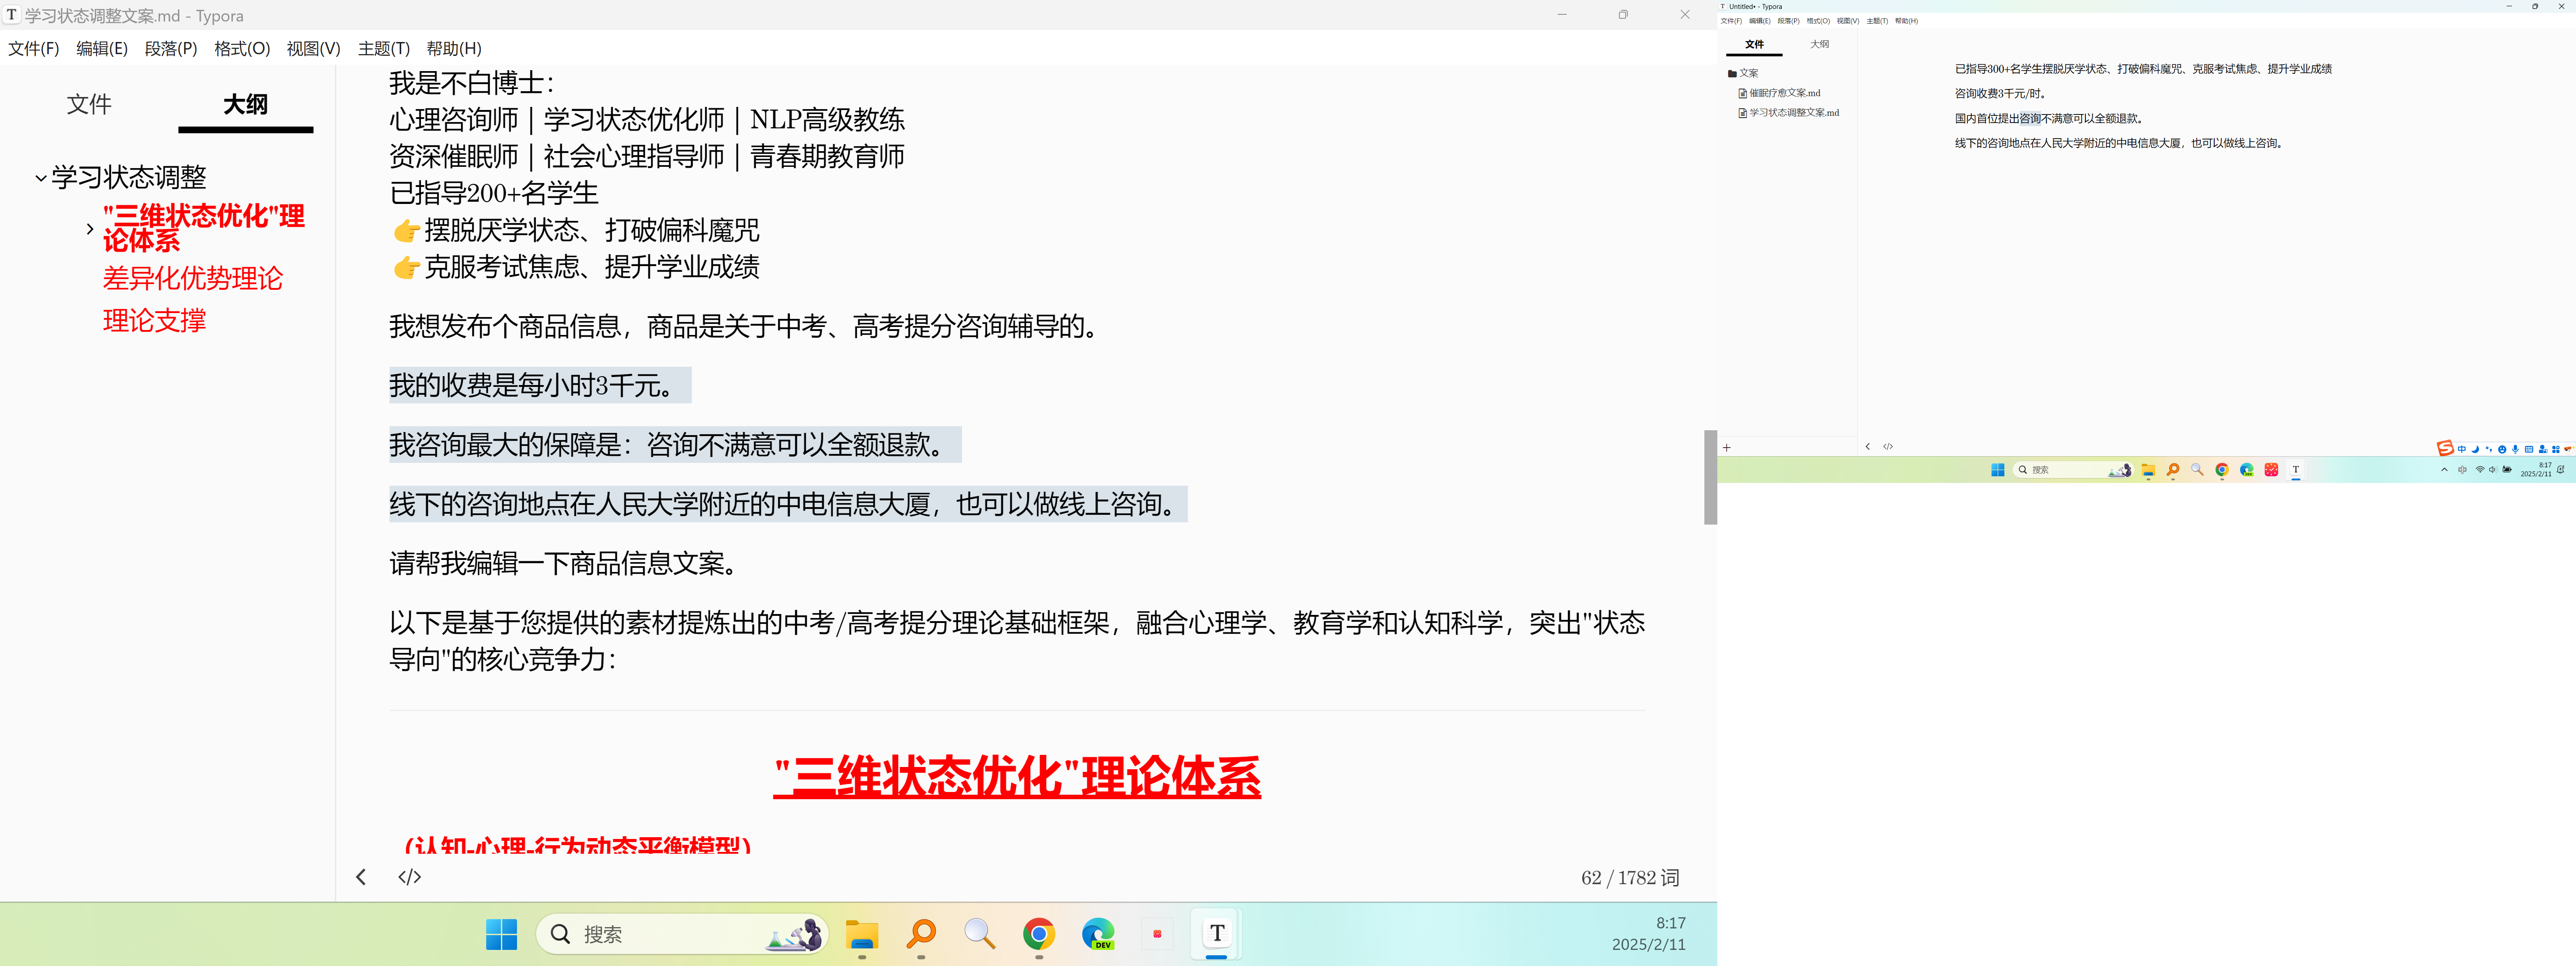 学习状态调整文案.md - Typora
文件(F) 编辑(E) 段落(P) 格式(O) 视图(V) 主题(T) 帮助(H)
文件 大纲
学习状态调整
"三维状态优化"理
论体系
差异化优势理论
理论支撑
我是不白博士：
心理咨询师｜学习状态优化师｜NLP高级教练
资深催眠师｜社会心理指导师｜青春期教育师
已指导200+名学生
👉摆脱厌学状态、打破偏科魔咒
👉克服考试焦虑、提升学业成绩
我想发布个商品信息，商品是关于中考、高考提分咨询辅导的。
我的收费是每小时3千元。
我咨询最大的保障是：咨询不满意可以全额退款。
线下的咨询地点在人民大学附近的中电信息大厦，也可以做线上咨询。
请帮我编辑一下商品信息文案。
以下是基于您提供的素材提炼出的中考/高考提分理论基础框架，融合心理学、教育学和认知科学，突出"状态
导向"的核心竞争力：
"三维状态优化"理论体系
（认知-心理-行为动态平衡模型）
62 / 1782 词
搜索
DEV
T
8:17
2025/2/11
Untitled• - Typora
文件(F) 编辑(E) 段落(P) 格式(O) 视图(V) 主题(T) 帮助(H)
文件 大纲
文案
催眠疗愈文案.md
学习状态调整文案.md
已指导300+名学生摆脱厌学状态、打破偏科魔咒、克服考试焦虑、提升学业成绩
咨询收费3千元/时。
国内首位提出咨询不满意可以全额退款。
线下的咨询地点在人民大学附近的中电信息大厦，也可以做线上咨询。
中
搜索
T
8:17
2025/2/11